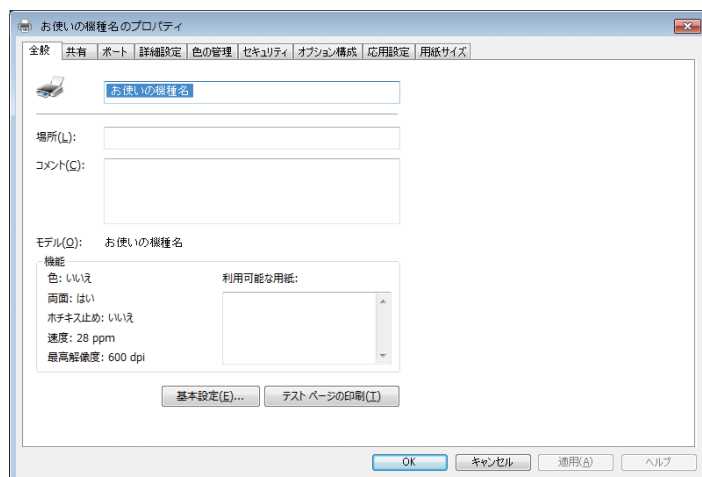 お使いの機種名のプロパティ
全般 共有 ポート 詳細設定 色の管理 セキュリティ オプション構成 応用設定 用紙サイズ
お使いの機種名
場所(L):
コメント(C):
モデル(O): お使いの機種名
機能
色: いいえ 利用可能な用紙:
両面: はい
ホチキス止め: いいえ
速度: 28 ppm
最高解像度: 600 dpi
基本設定(E)... テスト ページの印刷(T)
OK キャンセル 適用(A) ヘルプ